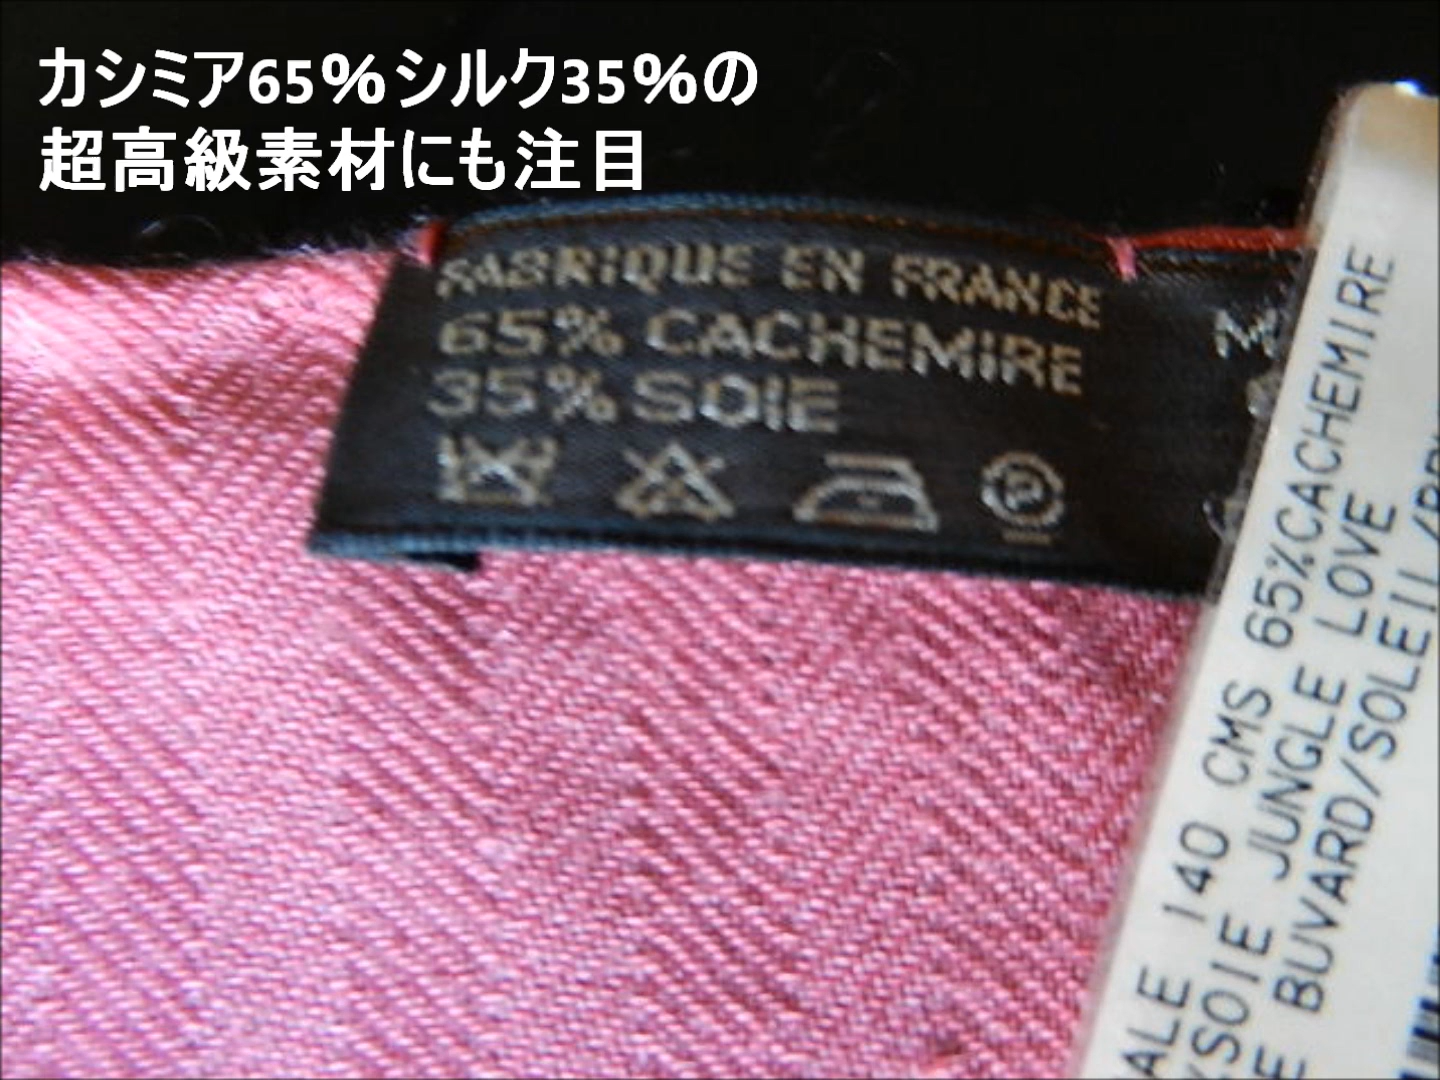 カシミア65%シルク35%の
超高級素材にも注目
FABRIQUE EN FRANCE
65% CACHEMIRE
35% SOIE
P
ALE 140 CMS 65%CACHEMIRE
SOIE JUNGLE LOVE
BUVARD/SOLEIL/